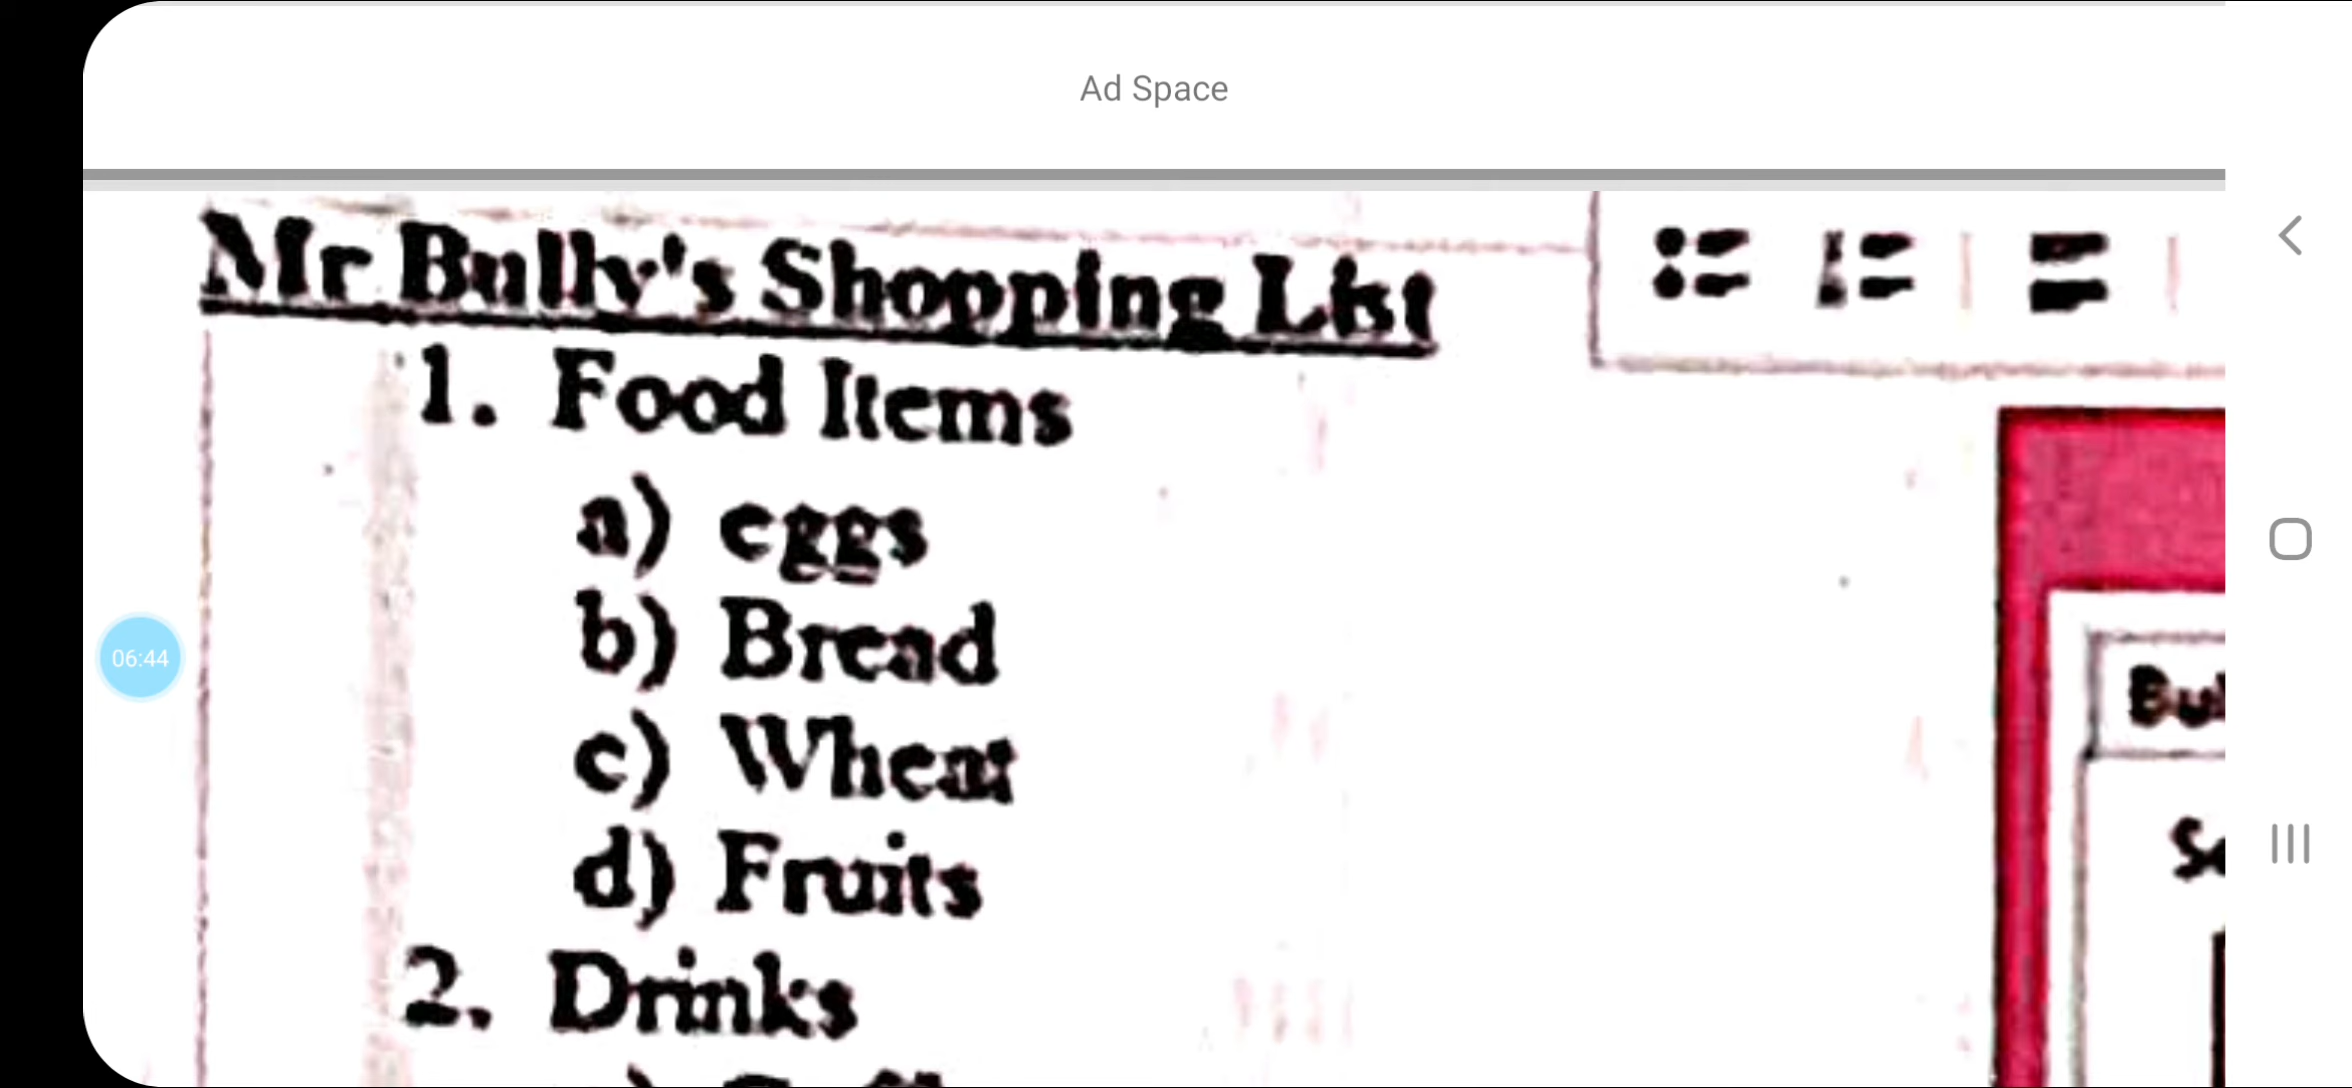 Ad Space
Mr Bully's Shopping List
1. Food Items
a) eggs
b) Bread
c) Wheat
d) Fruits
2. Drinks
06:44